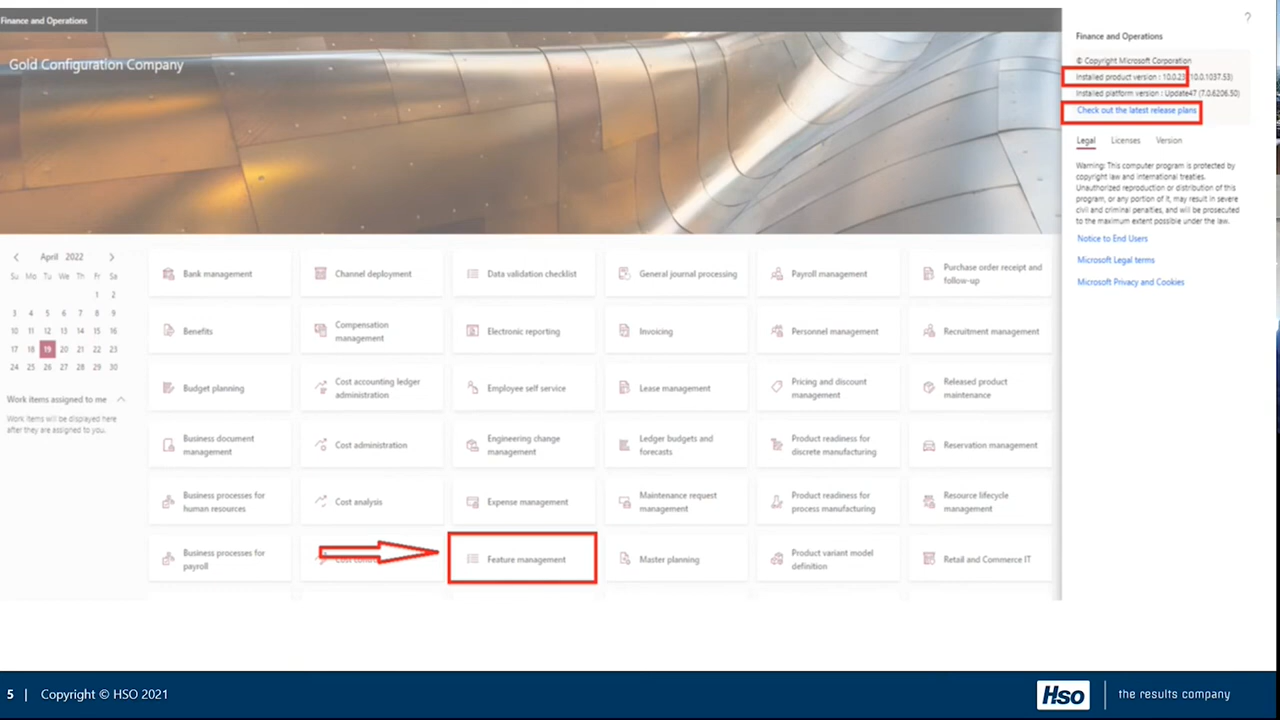 Finance and Operations
Gold Configuration Company
?
Finance and Operations
© Copyright Microsoft Corporation
Installed product version : 10.0.23 (10.0.1037.53)
Installed platform version : Update47 (7.0.6206.50)
Check out the latest release plans
Legal Licenses Version
Warning: This computer program is protected by
copyright law and international treaties.
Unauthorized reproduction or distribution of this
program, or any portion of it, may result in severe
civil and criminal penalties, and will be prosecuted
to the maximum extent possible under the law.
Notice to End Users
Microsoft Legal terms
Microsoft Privacy and Cookies
April 2022
Su Mo Tu We Th Fr Sa
1 2
3 4 5 6 7 8 9
10 11 12 13 14 15 16
17 18 19 20 21 22 23
24 25 26 27 28 29 30
Work items assigned to me
Work items will be displayed here
after they are assigned to you.
Bank management
Channel deployment
Data validation checklist
General journal processing
Payroll management
Purchase order receipt and
follow-up
Benefits
Compensation
management
Electronic reporting
Invoicing
Personnel management
Recruitment management
Budget planning
Cost accounting ledger
administration
Employee self service
Lease management
Pricing and discount
management
Released product
maintenance
Business document
management
Cost administration
Engineering change
management
Ledger budgets and
forecasts
Product readiness for
discrete manufacturing
Reservation management
Business processes for
human resources
Cost analysis
Expense management
Maintenance request
management
Product readiness for
process manufacturing
Resource lifecycle
management
Business processes for
payroll
Feature management
Master planning
Product variant model
definition
Retail and Commerce IT
5 | Copyright © HSO 2021
Hso | the results company